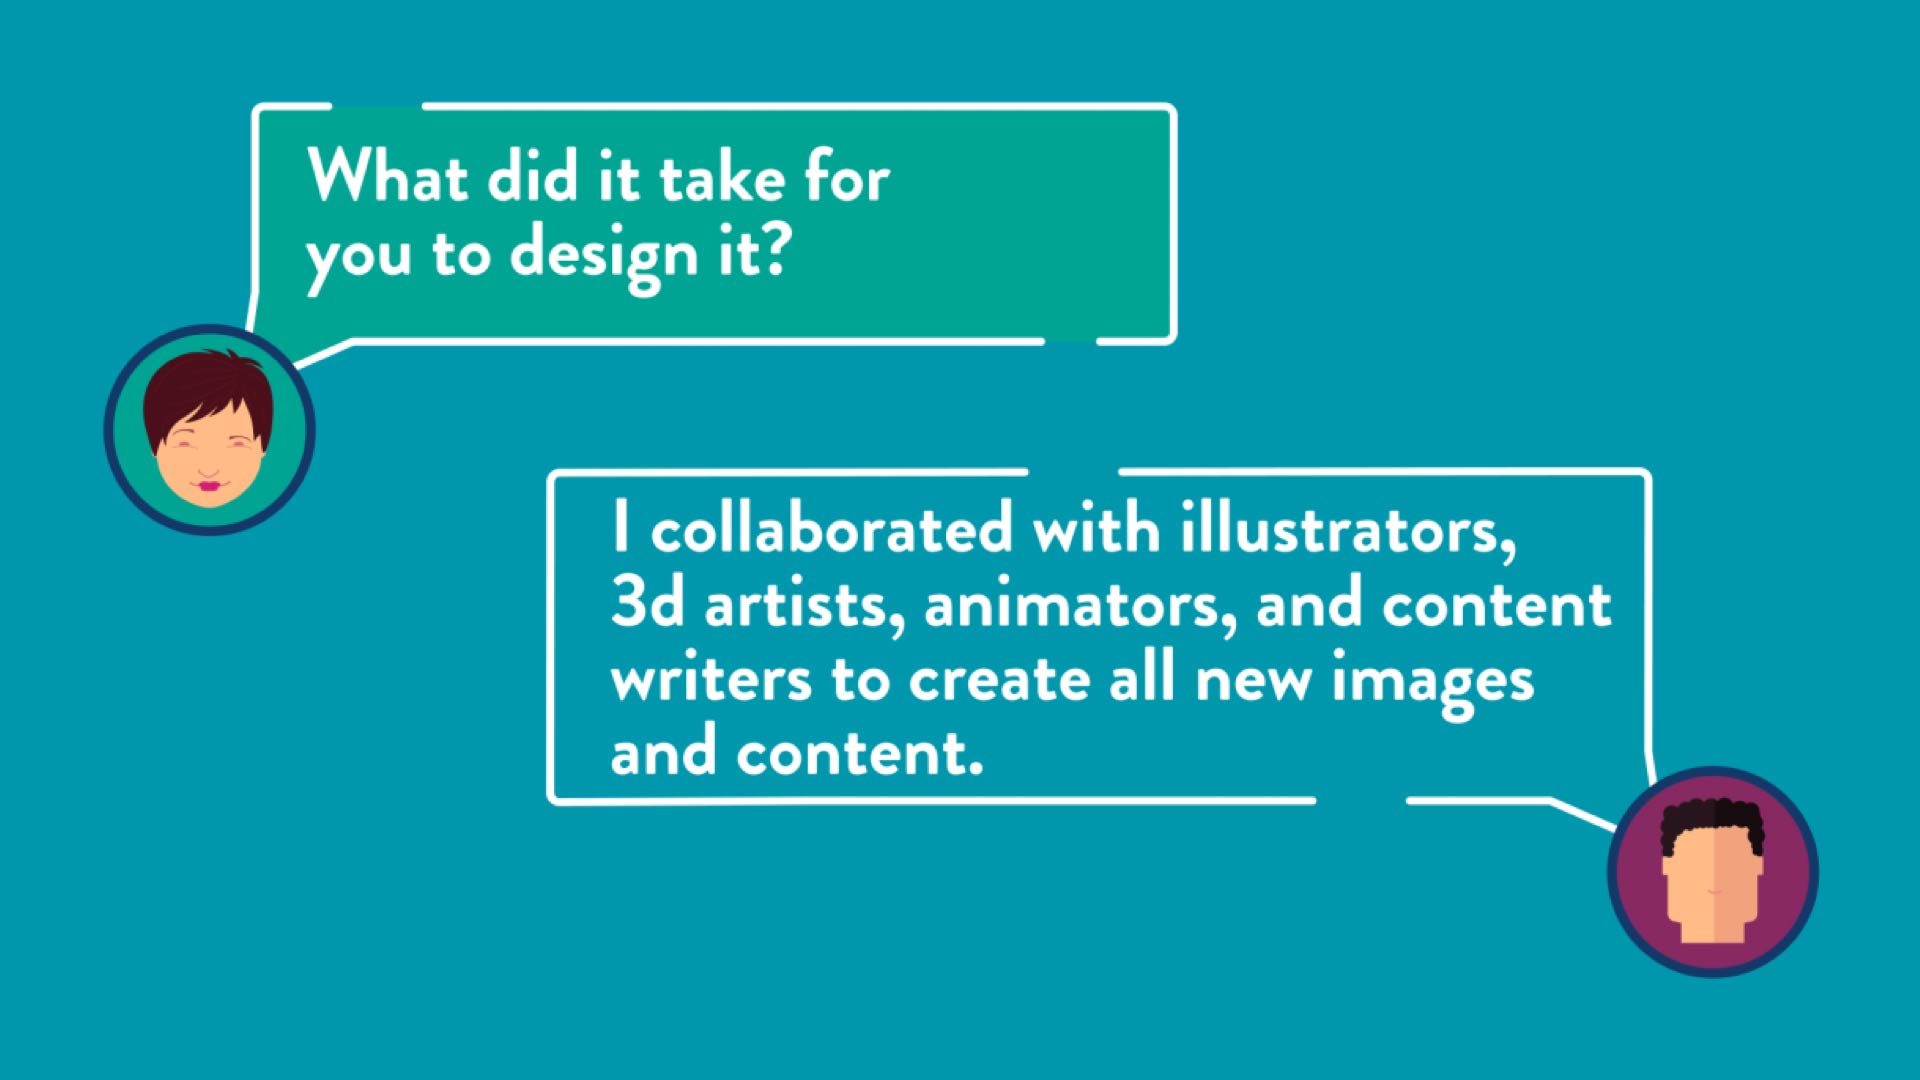 What did it take for
you to design it?
I collaborated with illustrators,
3d artists, animators, and content
writers to create all new images
and content.